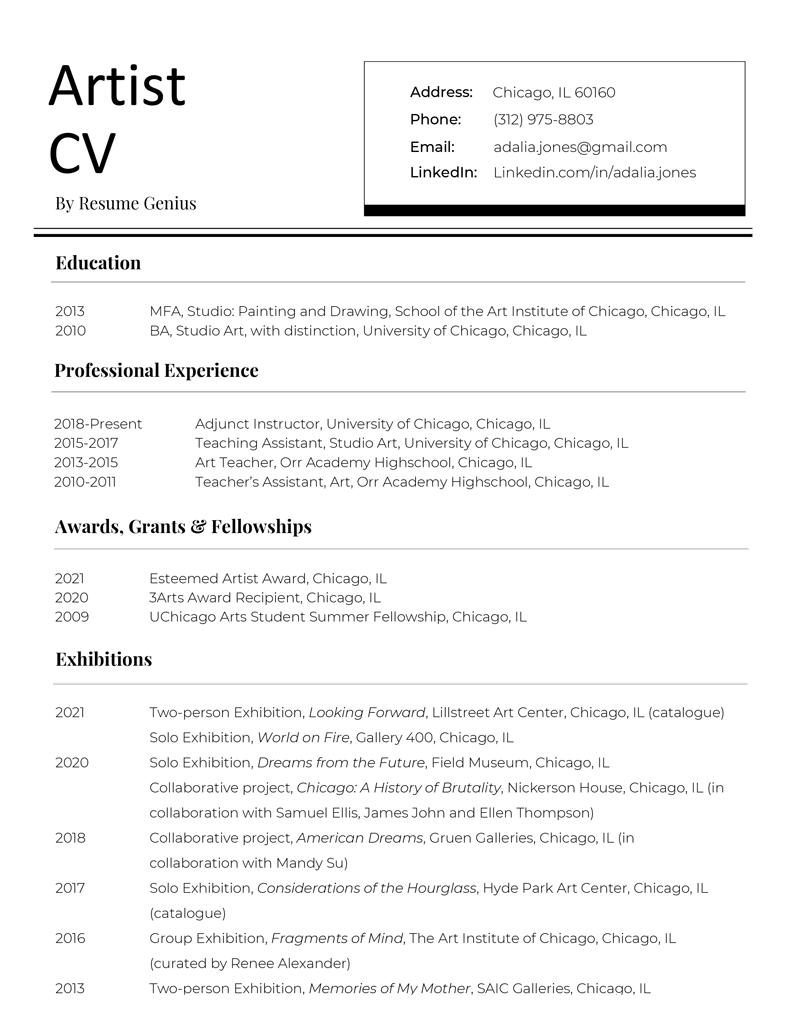 Artist
CV
By Resume Genius
Address: Chicago, IL 60160
Phone: (312) 975-8803
Email: adalia.jones@gmail.com
LinkedIn: Linkedin.com/in/adalia.jones
Education
2013 MFA, Studio: Painting and Drawing, School of the Art Institute of Chicago, Chicago, IL
2010 BA, Studio Art, with distinction, University of Chicago, Chicago, IL
Professional Experience
2018-Present Adjunct Instructor, University of Chicago, Chicago, IL
2015-2017 Teaching Assistant, Studio Art, University of Chicago, Chicago, IL
2013-2015 Art Teacher, Orr Academy Highschool, Chicago, IL
2010-2011 Teacher’s Assistant, Art, Orr Academy Highschool, Chicago, IL
Awards, Grants & Fellowships
2021 Esteemed Artist Award, Chicago, IL
2020 3Arts Award Recipient, Chicago, IL
2009 UChicago Arts Student Summer Fellowship, Chicago, IL
Exhibitions
2021 Two-person Exhibition, Looking Forward, Lillstreet Art Center, Chicago, IL (catalogue)
Solo Exhibition, World on Fire, Gallery 400, Chicago, IL
2020 Solo Exhibition, Dreams from the Future, Field Museum, Chicago, IL
Collaborative project, Chicago: A History of Brutality, Nickerson House, Chicago, IL (in
collaboration with Samuel Ellis, James John and Ellen Thompson)
2018 Collaborative project, American Dreams, Gruen Galleries, Chicago, IL (in
collaboration with Mandy Su)
2017 Solo Exhibition, Considerations of the Hourglass, Hyde Park Art Center, Chicago, IL
(catalogue)
2016 Group Exhibition, Fragments of Mind, The Art Institute of Chicago, Chicago, IL
(curated by Renee Alexander)
2013 Two-person Exhibition, Memories of My Mother, SAIC Galleries, Chicago, IL